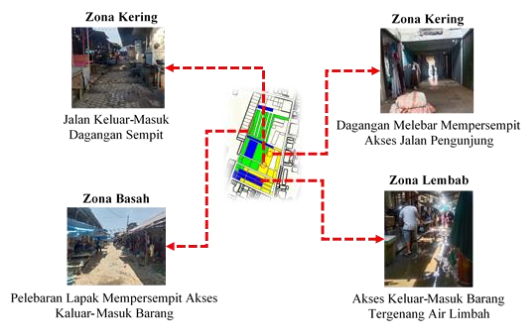 Zona Kering
Jalan Keluar-Masuk
Dagangan Sempit
Zona Kering
Dagangan Melebar Mempersempit
Akses Jalan Pengunjung
Zona Basah
Pelebaran Lapak Mempersempit Akses
Kaluar-Masuk Barang
Zona Lembab
Akses Keluar-Masuk Barang
Tergenang Air Limbah